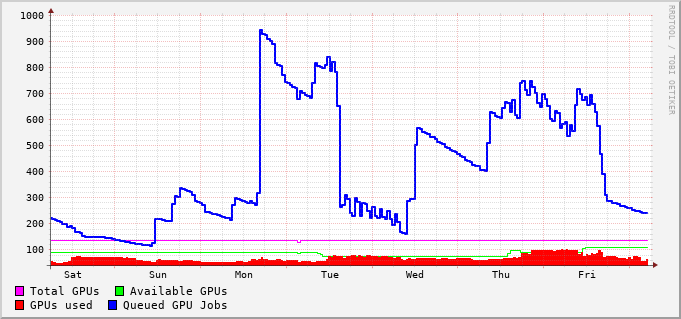 RRDTOOL / TOBI OETIKER
1000
900
800
700
600
500
400
300
200
100
Sat Sun Mon Tue Wed Thu Fri
Total GPUs Available GPUs
GPUs used Queued GPU Jobs